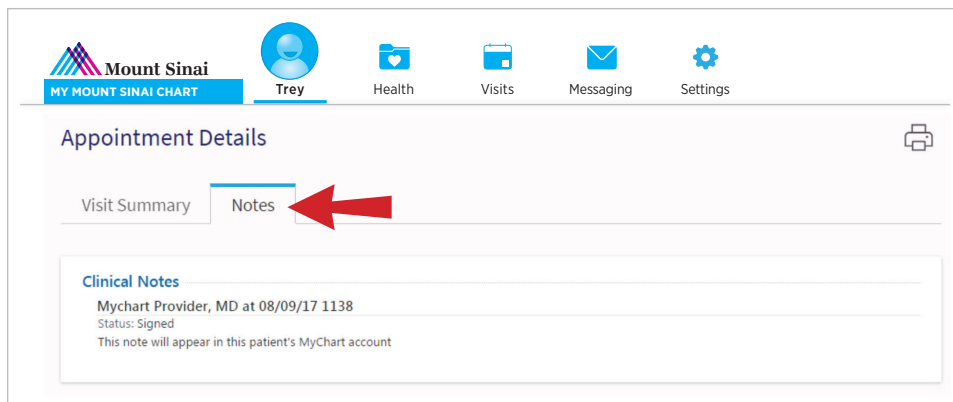 Mount Sinai
MY MOUNT SINAI CHART
Trey Health Visits Messaging Settings
Appointment Details
Visit Summary Notes
Clinical Notes
Mychart Provider, MD at 08/09/17 1138
Status: Signed
This note will appear in this patient's MyChart account